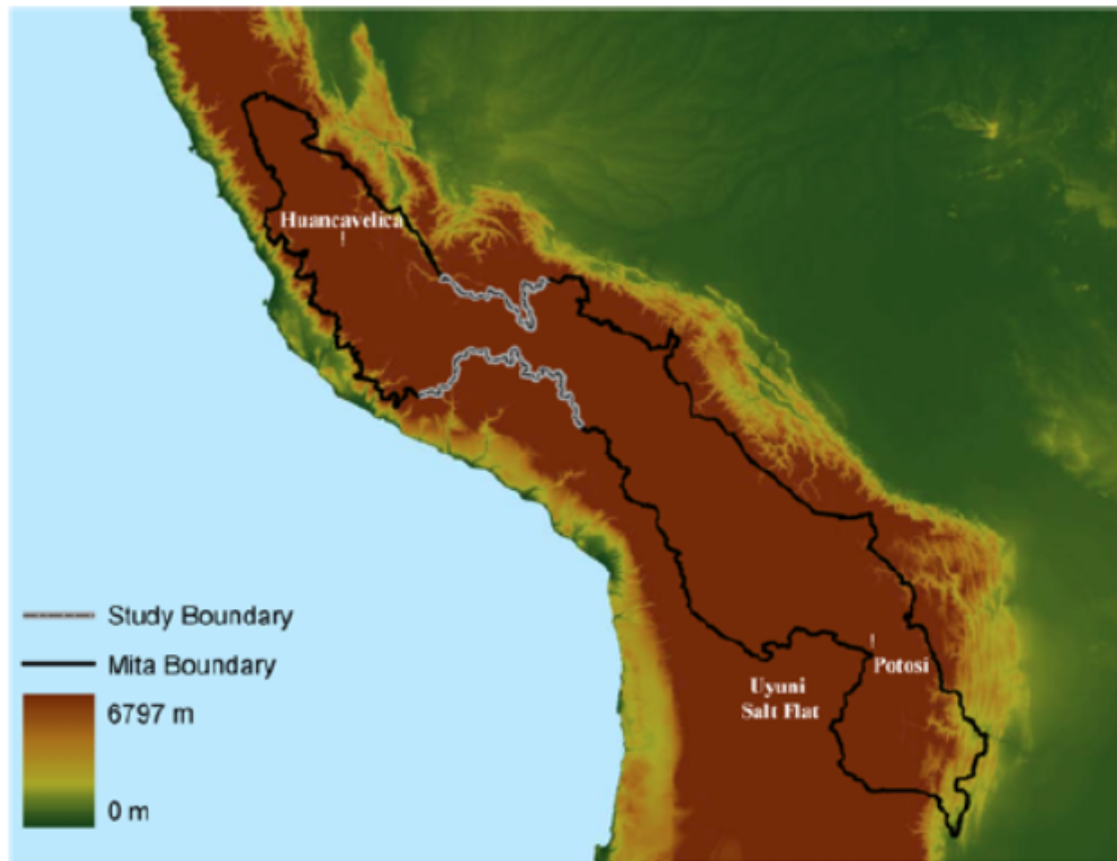 Huancavelica
Potosi
Uyuni
Salt Flat
Study Boundary
Mita Boundary
6797 m
0 m